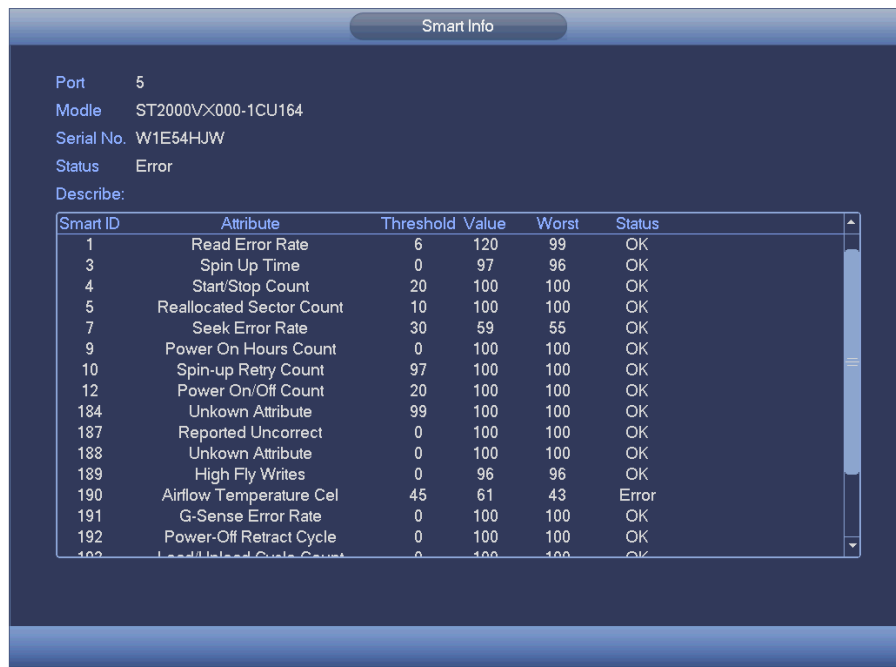 Smart Info
Port 5
Modle ST2000VX000-1CU164
Serial No. W1E54HJW
Status Error
Describe:
Smart ID Attribute Threshold Value Worst Status
1 Read Error Rate 6 120 99 OK
3 Spin Up Time 0 97 96 OK
4 Start/Stop Count 20 100 100 OK
5 Reallocated Sector Count 10 100 100 OK
7 Seek Error Rate 30 59 55 OK
9 Power On Hours Count 0 100 100 OK
10 Spin-up Retry Count 97 100 100 OK
12 Power On/Off Count 20 100 100 OK
184 Unkown Attribute 99 100 100 OK
187 Reported Uncorrect 0 100 100 OK
188 Unkown Attribute 0 100 100 OK
189 High Fly Writes 0 96 96 OK
190 Airflow Temperature Cel 45 61 43 Error
191 G-Sense Error Rate 0 100 100 OK
192 Power-Off Retract Cycle 0 100 100 OK